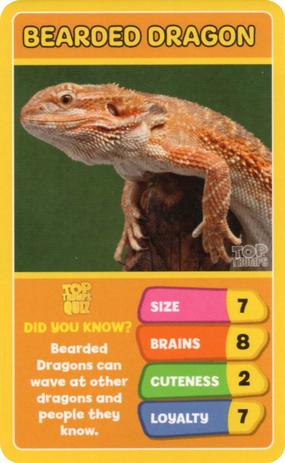 BEARDED DRAGON
TOP
TRUMPS
TOP
TRUMPS
QUIZ
DID YOU KNOW?
Bearded
Dragons can
wave at other
dragons and
people they
know.
SIZE 7
BRAINS 8
CUTENESS 2
LOYALTY 7